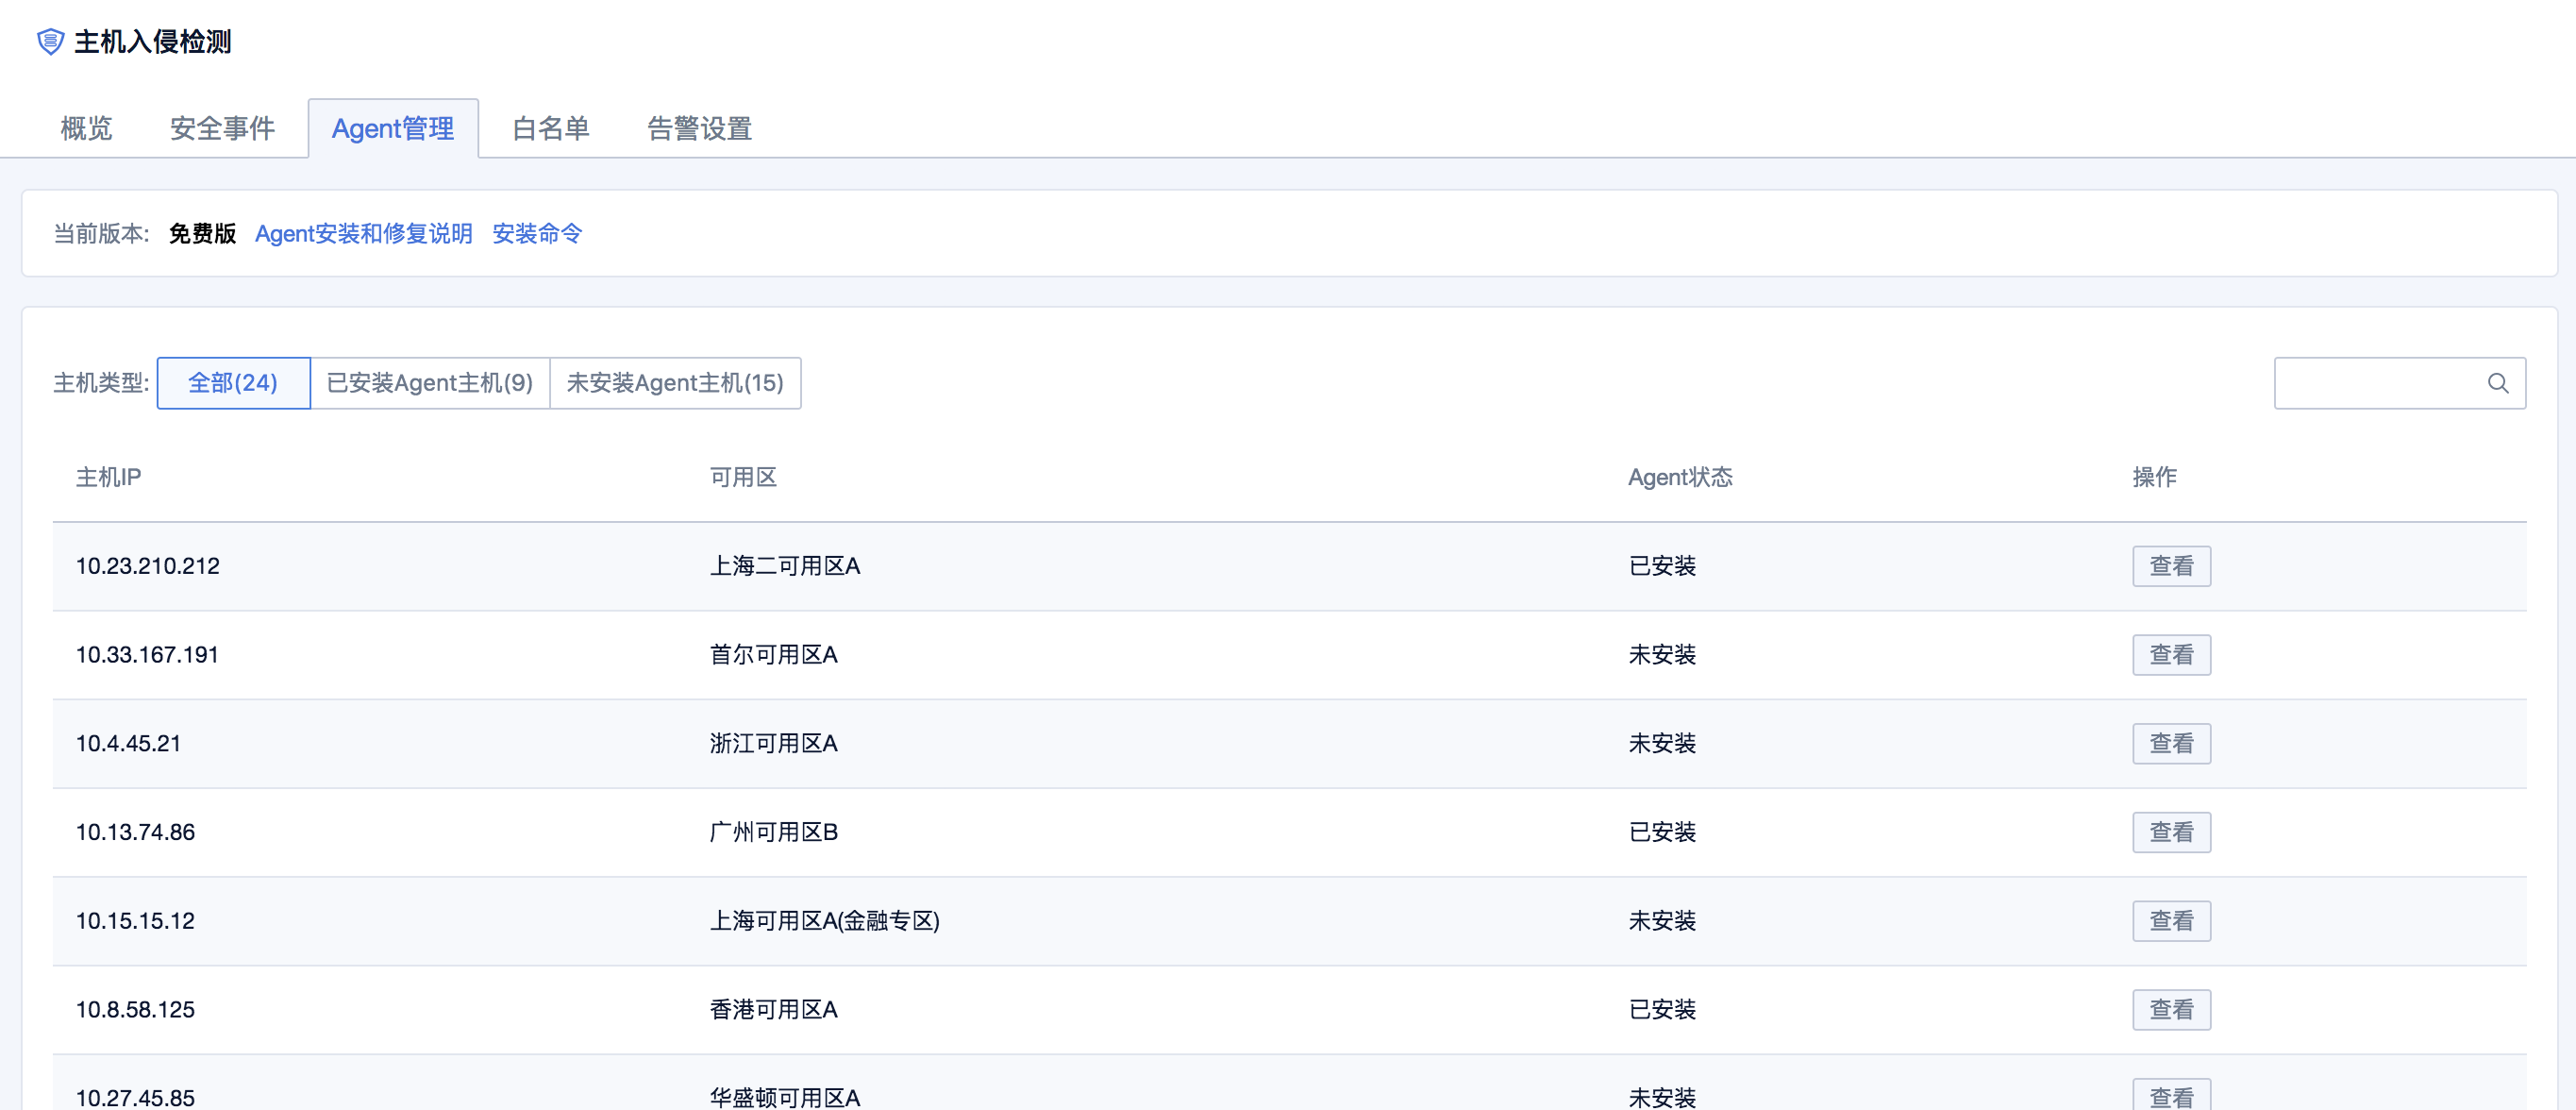 主机入侵检测
概览 安全事件 Agent管理 白名单 告警设置
当前版本: 免费版 Agent安装和修复说明 安装命令
主机类型: 全部(24) 已安装Agent主机(9) 未安装Agent主机(15)
主机IP 可用区 Agent状态 操作
10.23.210.212 上海二可用区A 已安装 查看
10.33.167.191 首尔可用区A 未安装 查看
10.4.45.21 浙江可用区A 未安装 查看
10.13.74.86 广州可用区B 已安装 查看
10.15.15.12 上海可用区A(金融专区) 未安装 查看
10.8.58.125 香港可用区A 已安装 查看
10.27.45.85 华盛顿可用区A 未安装 查看